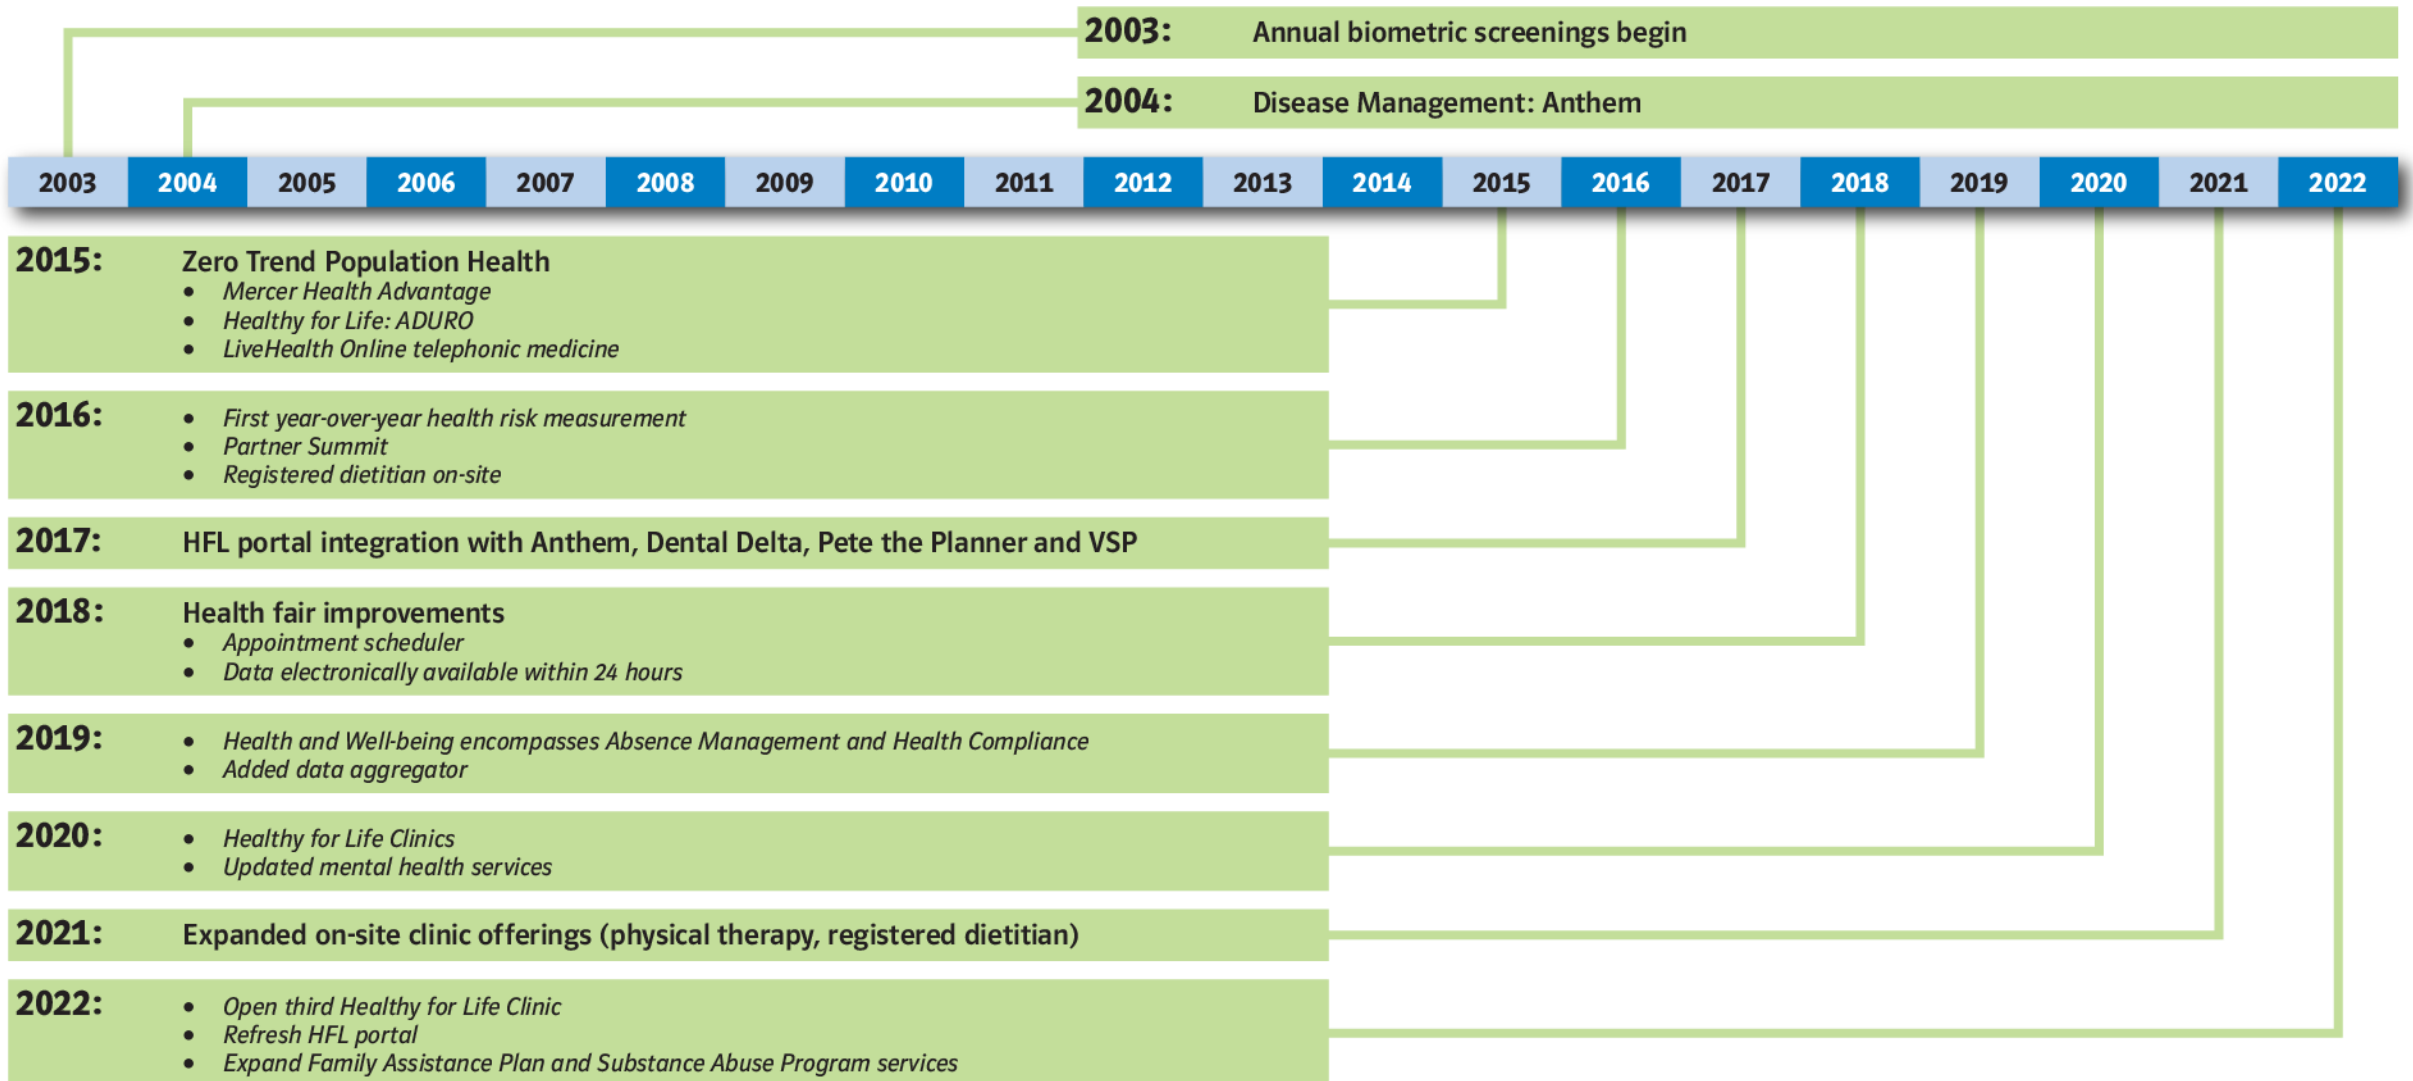 2003: Annual biometric screenings begin
2004: Disease Management: Anthem
2003 2004 2005 2006 2007 2008 2009 2010 2011 2012 2013 2014 2015 2016 2017 2018 2019 2020 2021 2022
2015: Zero Trend Population Health
• Mercer Health Advantage
• Healthy for Life: ADURO
• LiveHealth Online telephonic medicine
2016: • First year-over-year health risk measurement
• Partner Summit
• Registered dietitian on-site
2017: HFL portal integration with Anthem, Dental Delta, Pete the Planner and VSP
2018: Health fair improvements
• Appointment scheduler
• Data electronically available within 24 hours
2019: • Health and Well-being encompasses Absence Management and Health Compliance
• Added data aggregator
2020: • Healthy for Life Clinics
• Updated mental health services
2021: Expanded on-site clinic offerings (physical therapy, registered dietitian)
2022: • Open third Healthy for Life Clinic
• Refresh HFL portal
• Expand Family Assistance Plan and Substance Abuse Program services